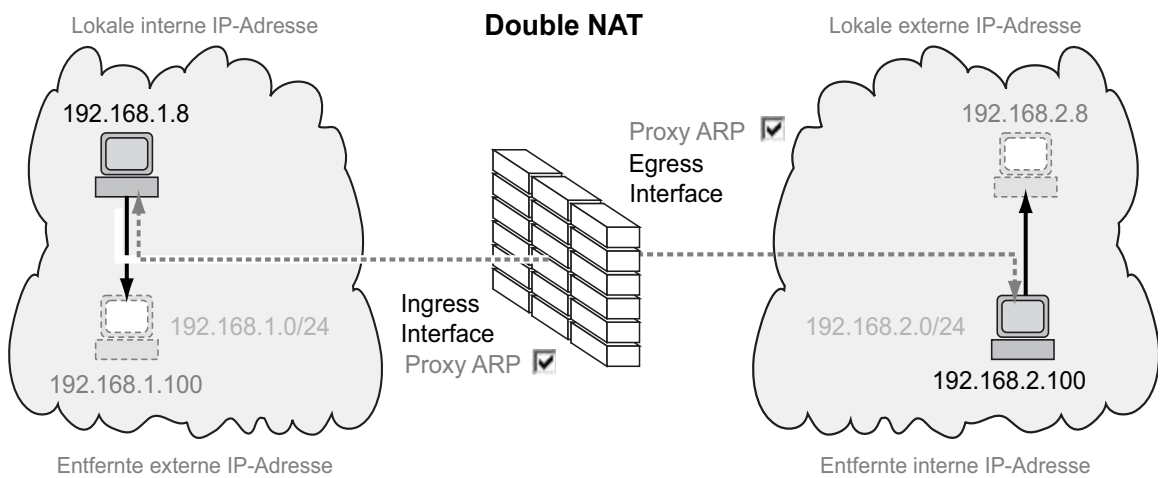 Lokale interne IP-Adresse
Double NAT
Lokale externe IP-Adresse
192.168.1.8
192.168.2.8
Proxy ARP
Egress
Interface
Ingress
Interface
Proxy ARP
192.168.1.0/24
192.168.2.0/24
192.168.1.100
192.168.2.100
Entfernte externe IP-Adresse
Entfernte interne IP-Adresse